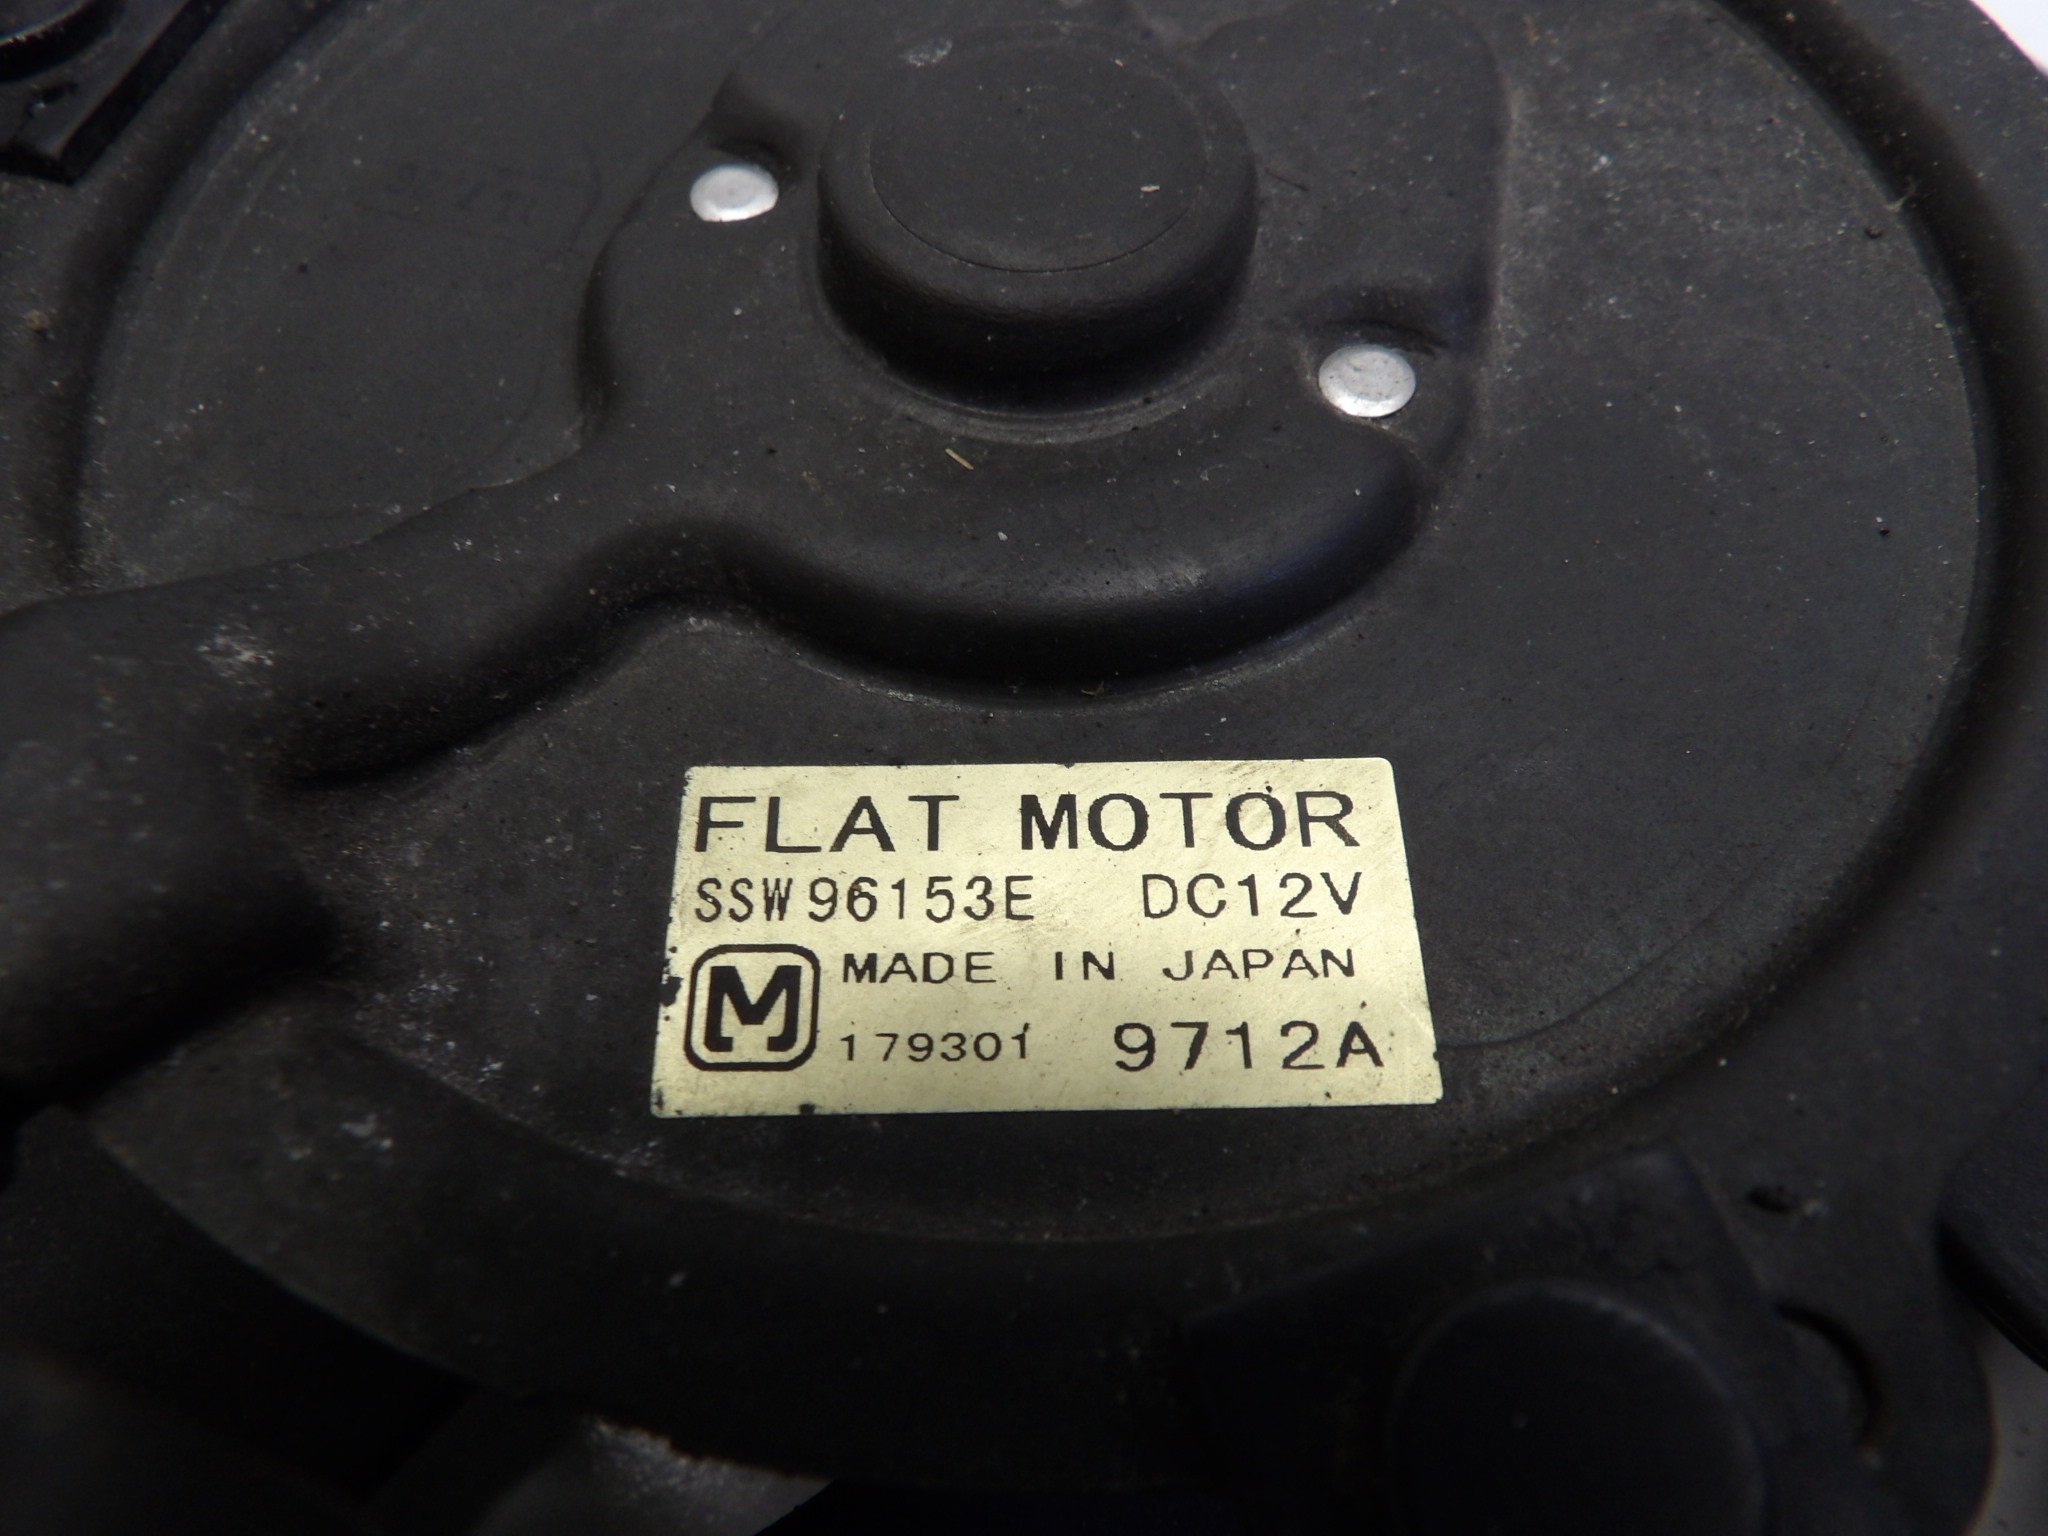 FLAT MOTOR
SSW96153E DC12V
M MADE IN JAPAN
179301 9712A